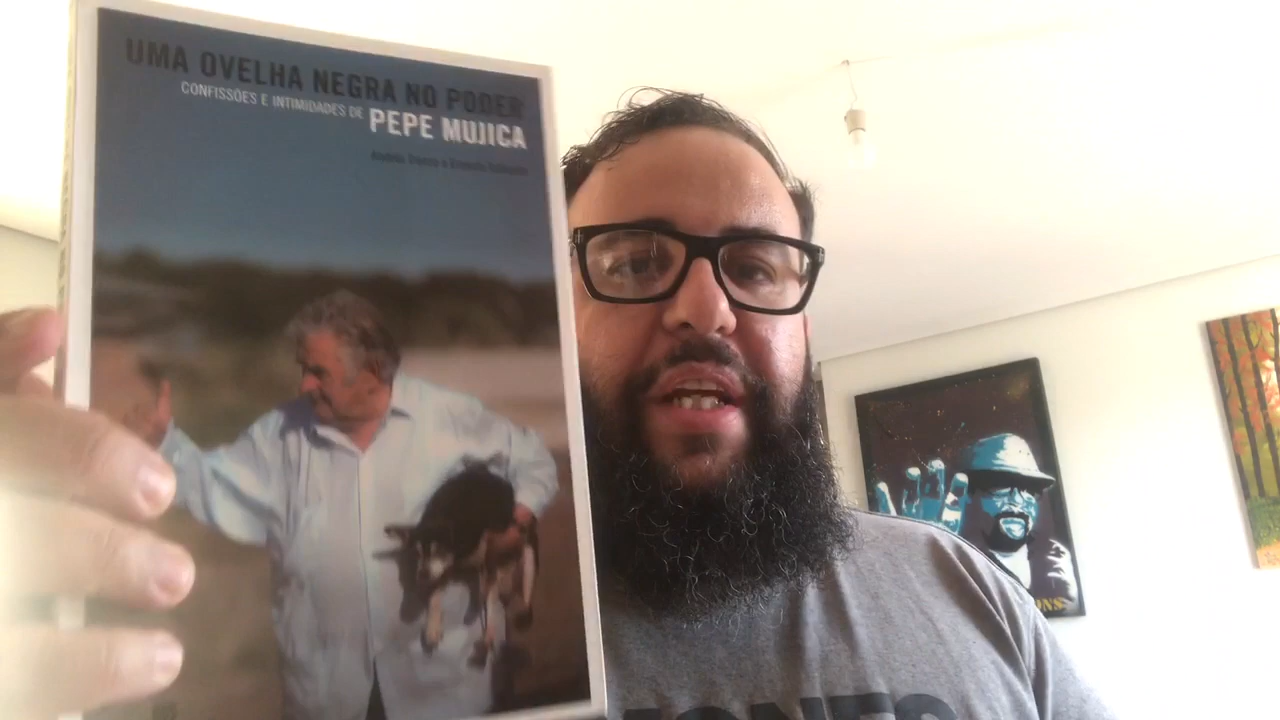 UMA OVELHA NEGRA NO PODER
CONFISSÕES E INTIMIDADES DE
PEPE MUJICA